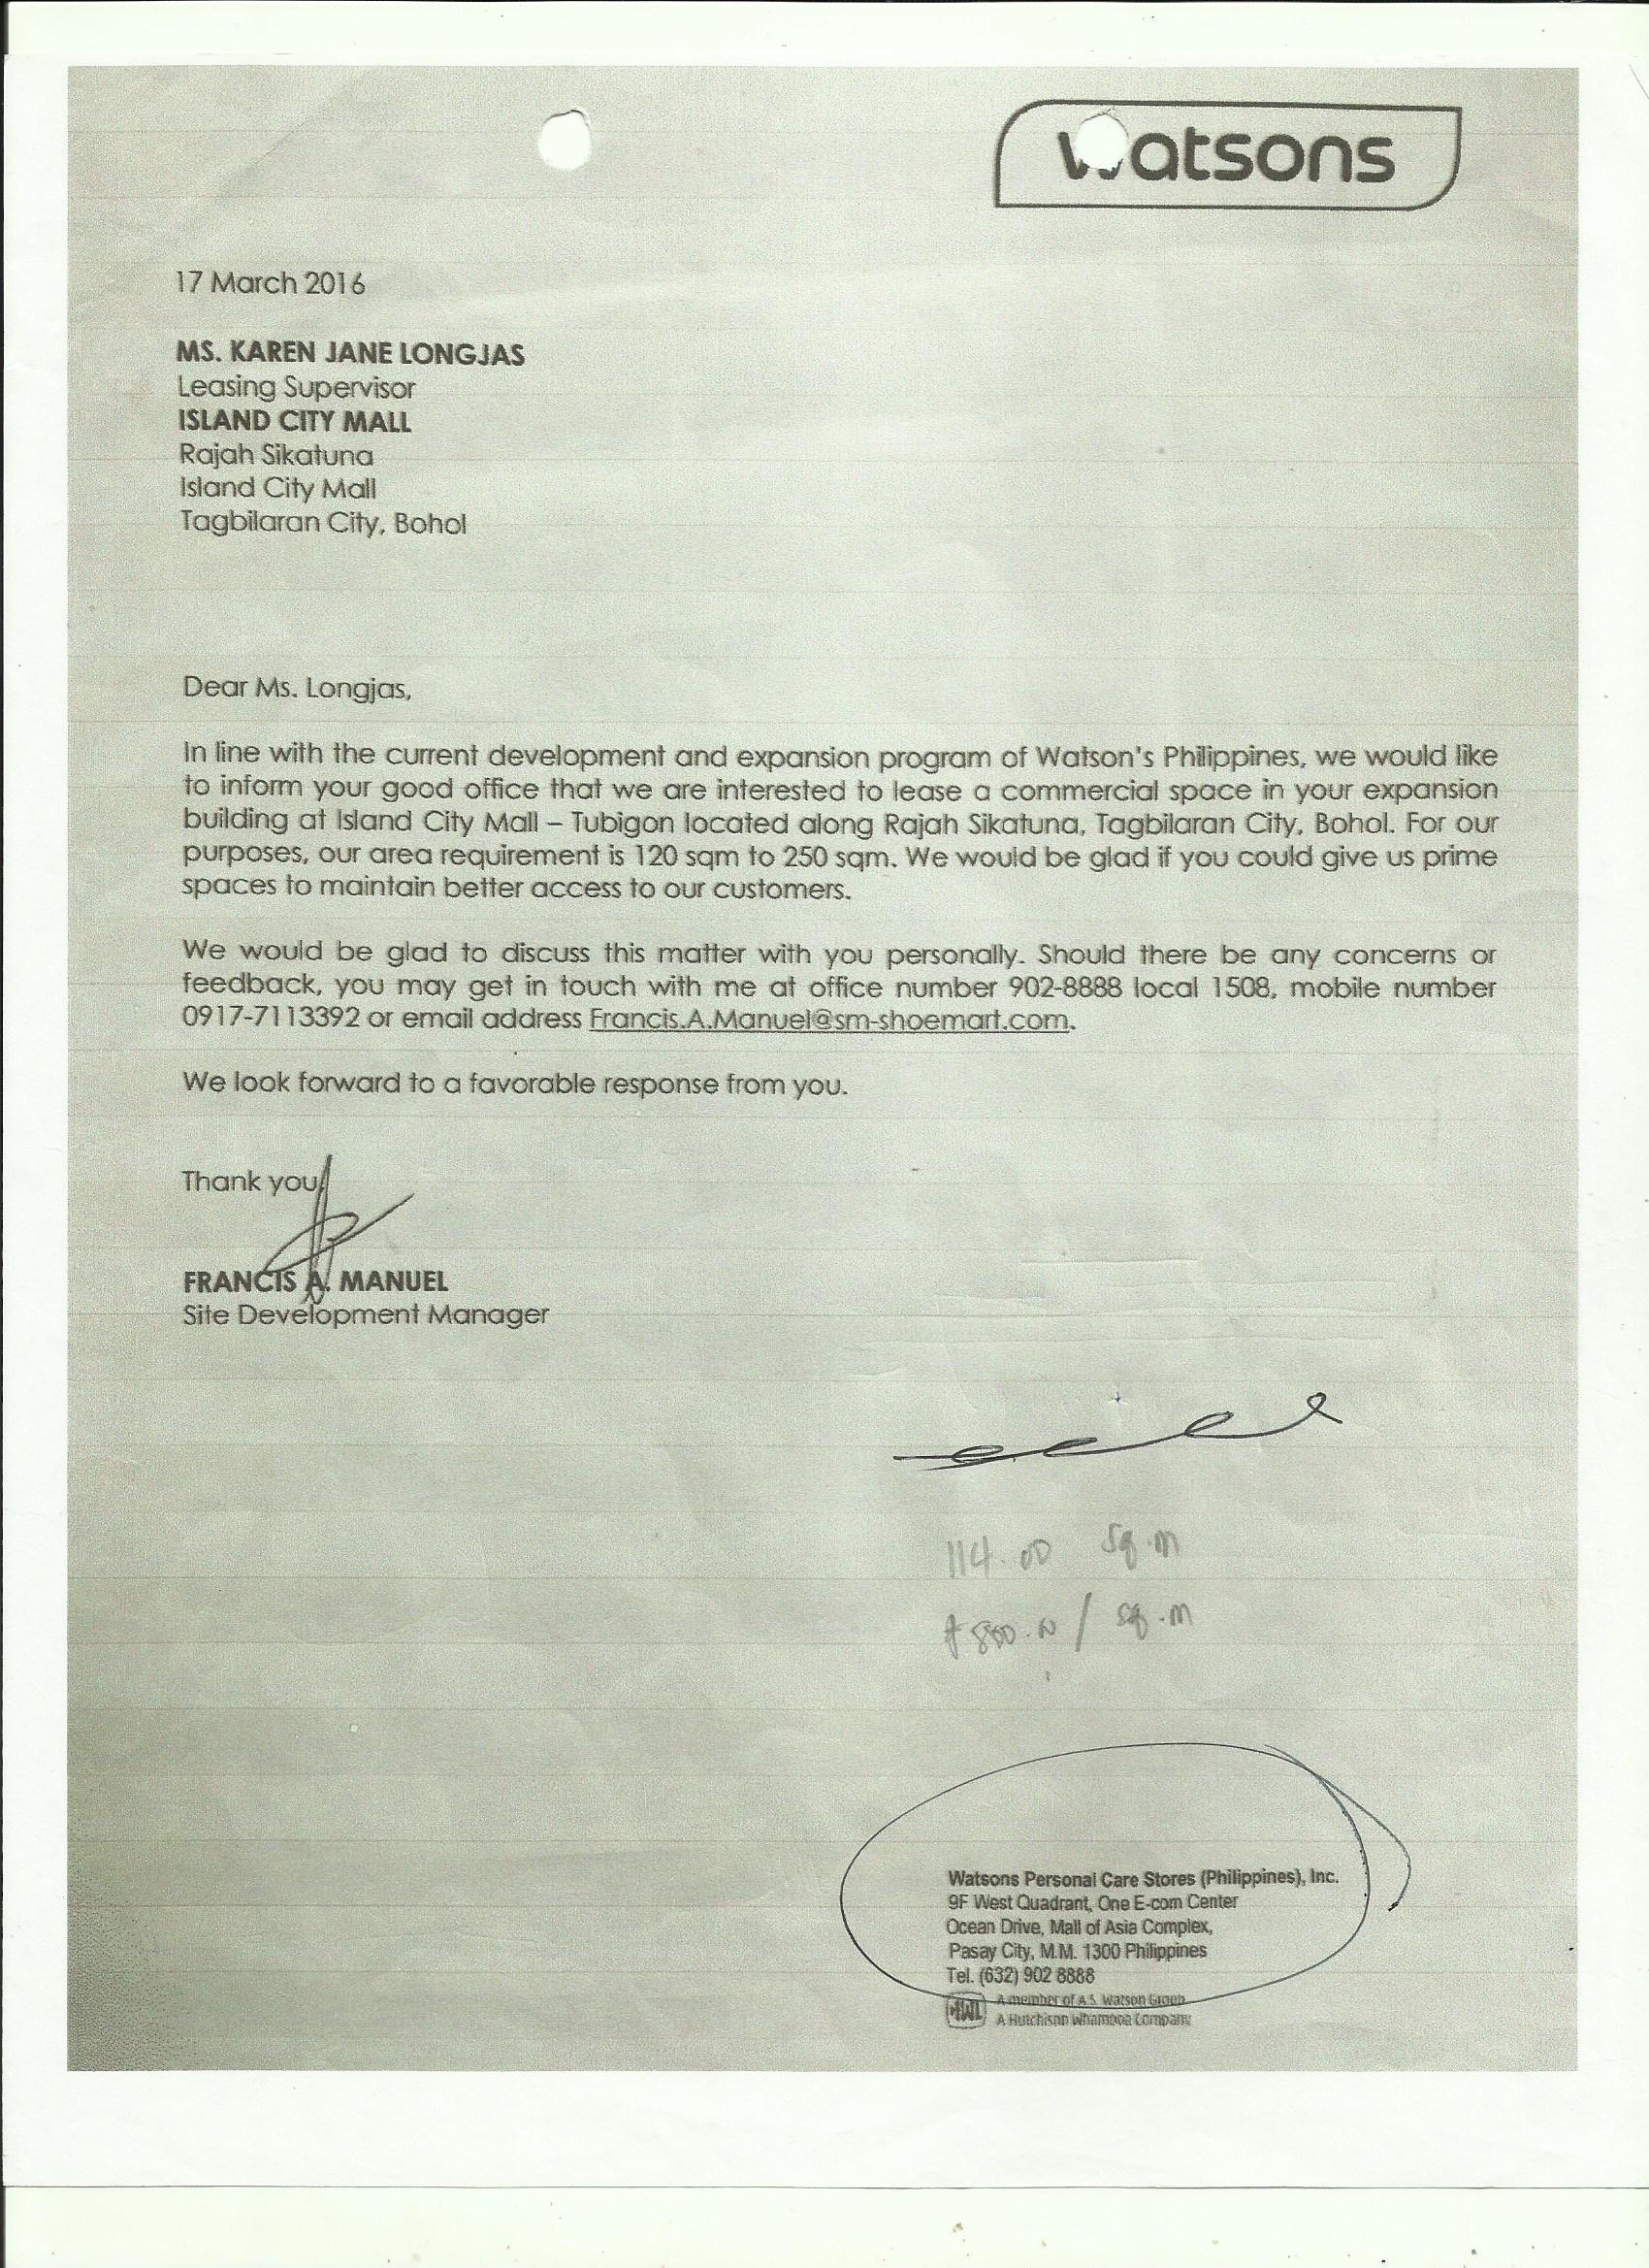 watsons
17 March 2016
MS. KAREN JANE LONGJAS
Leasing Supervisor
ISLAND CITY MALL
Rajah Sikatuna
Island City Mall
Tagbilaran City, Bohol
Dear Ms. Longjas,
In line with the current development and expansion program of Watson's Philippines, we would like
to inform your good office that we are interested to lease a commercial space in your expansion
building at Island City Mall – Tubigon located along Rajah Sikatuna, Tagbilaran City, Bohol. For our
purposes, our area requirement is 120 sqm to 250 sqm. We would be glad if you could give us prime
spaces to maintain better access to our customers.
We would be glad to discuss this matter with you personally. Should there be any concerns or
feedback, you may get in touch with me at office number 902-8888 local 1508, mobile number
0917-7113392 or email address Francis.A.Manuel@sm-shoemart.com.
We look forward to a favorable response from you.
Thank you,
FRANCIS A. MANUEL
Site Development Manager
114.00 sq.m
/ sq.m
Watsons Personal Care Stores (Philippines), Inc.
9F West Quadrant, One E-com Center
Ocean Drive, Mall of Asia Complex,
Pasay City, M.M. 1300 Philippines
Tel. (632) 902 8888
A member of A.S. Watson Group
A Hutchison Whampoa Company